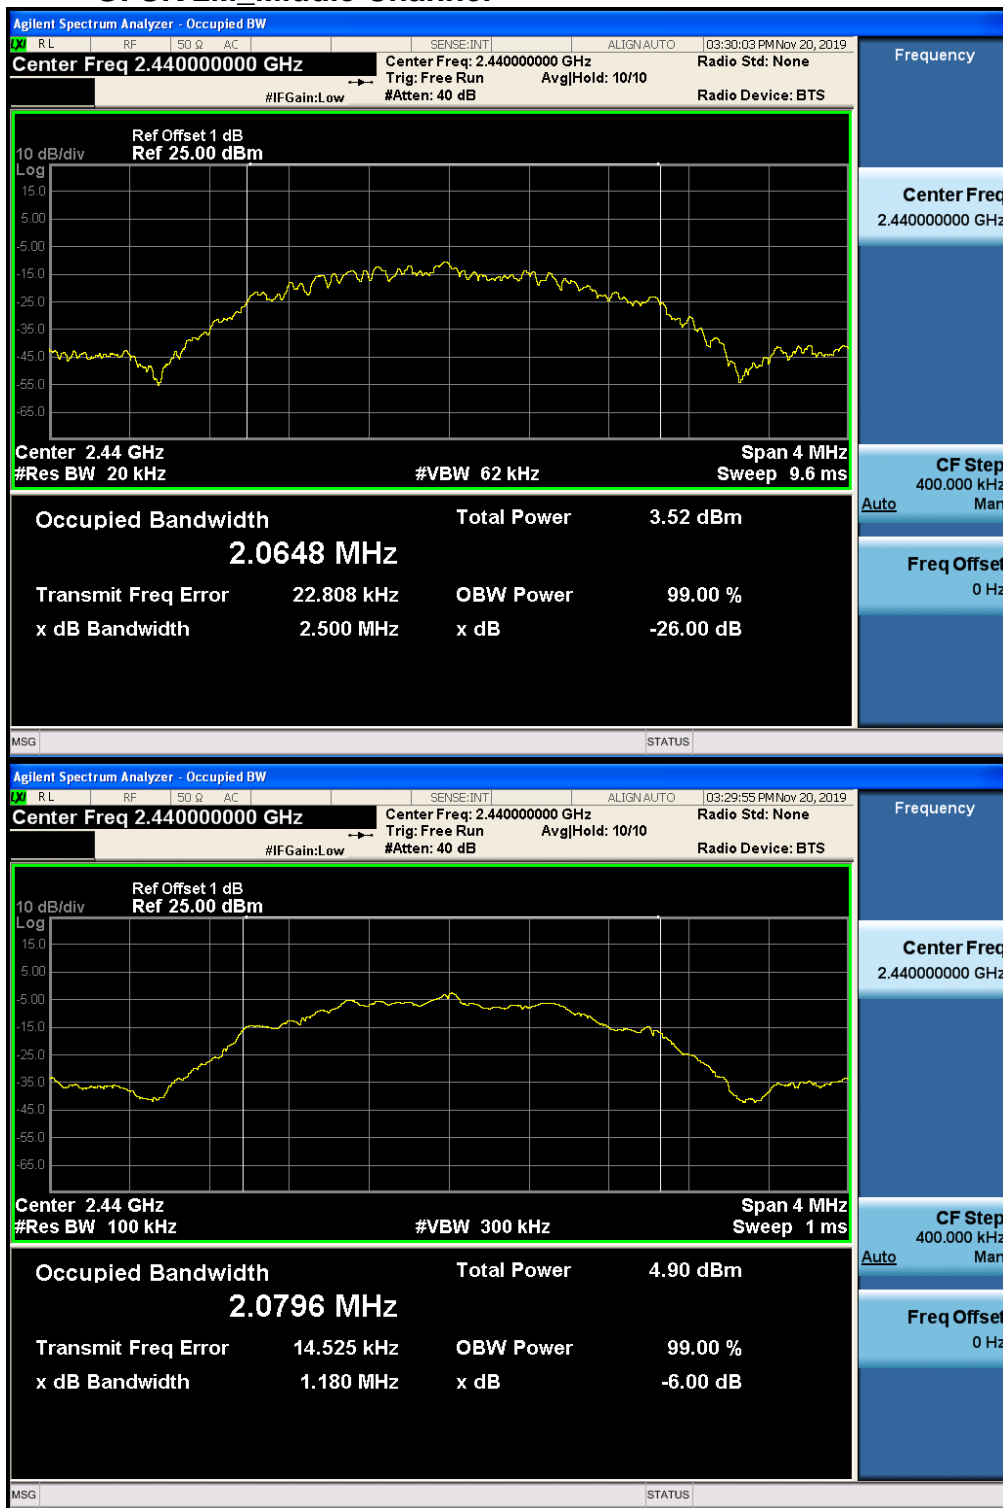 Agilent Spectrum Analyzer - Occupied BW
LXI RL RF 50 Ω AC SENSE:INT ALIGN AUTO 03:30:03 PM Nov 20, 2019
Center Freq 2.440000000 GHz
Center Freq: 2.440000000 GHz Radio Std: None
Trig: Free Run Avg|Hold: 10/10
#IFGain:Low #Atten: 40 dB Radio Device: BTS
Frequency
Ref Offset 1 dB
10 dB/div Ref 25.00 dBm
Log
15.0
5.00
-5.00
-15.0
-25.0
-35.0
-45.0
-55.0
-65.0
Center 2.44 GHz Span 4 MHz
#Res BW 20 kHz #VBW 62 kHz Sweep 9.6 ms
Center Freq
2.440000000 GHz
CF Step
400.000 kHz
Auto Man
Freq Offset
0 Hz
Occupied Bandwidth Total Power 3.52 dBm
2.0648 MHz
Transmit Freq Error 22.808 kHz OBW Power 99.00 %
x dB Bandwidth 2.500 MHz x dB -26.00 dB
MSG STATUS
Agilent Spectrum Analyzer - Occupied BW
LXI RL RF 50 Ω AC SENSE:INT ALIGN AUTO 03:29:55 PM Nov 20, 2019
Center Freq 2.440000000 GHz
Center Freq: 2.440000000 GHz Radio Std: None
Trig: Free Run Avg|Hold: 10/10
#IFGain:Low #Atten: 40 dB Radio Device: BTS
Frequency
Ref Offset 1 dB
10 dB/div Ref 25.00 dBm
Log
15.0
5.00
-5.00
-15.0
-25.0
-35.0
-45.0
-55.0
-65.0
Center 2.44 GHz Span 4 MHz
#Res BW 100 kHz #VBW 300 kHz Sweep 1 ms
Center Freq
2.440000000 GHz
CF Step
400.000 kHz
Auto Man
Freq Offset
0 Hz
Occupied Bandwidth Total Power 4.90 dBm
2.0796 MHz
Transmit Freq Error 14.525 kHz OBW Power 99.00 %
x dB Bandwidth 1.180 MHz x dB -6.00 dB
MSG STATUS